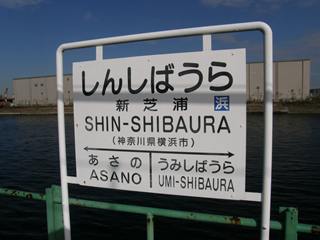 しんしばうら
新芝浦 浜
SHIN-SHIBAURA
(神奈川県横浜市)
あさの うみしばうら
ASANO UMI-SHIBAURA